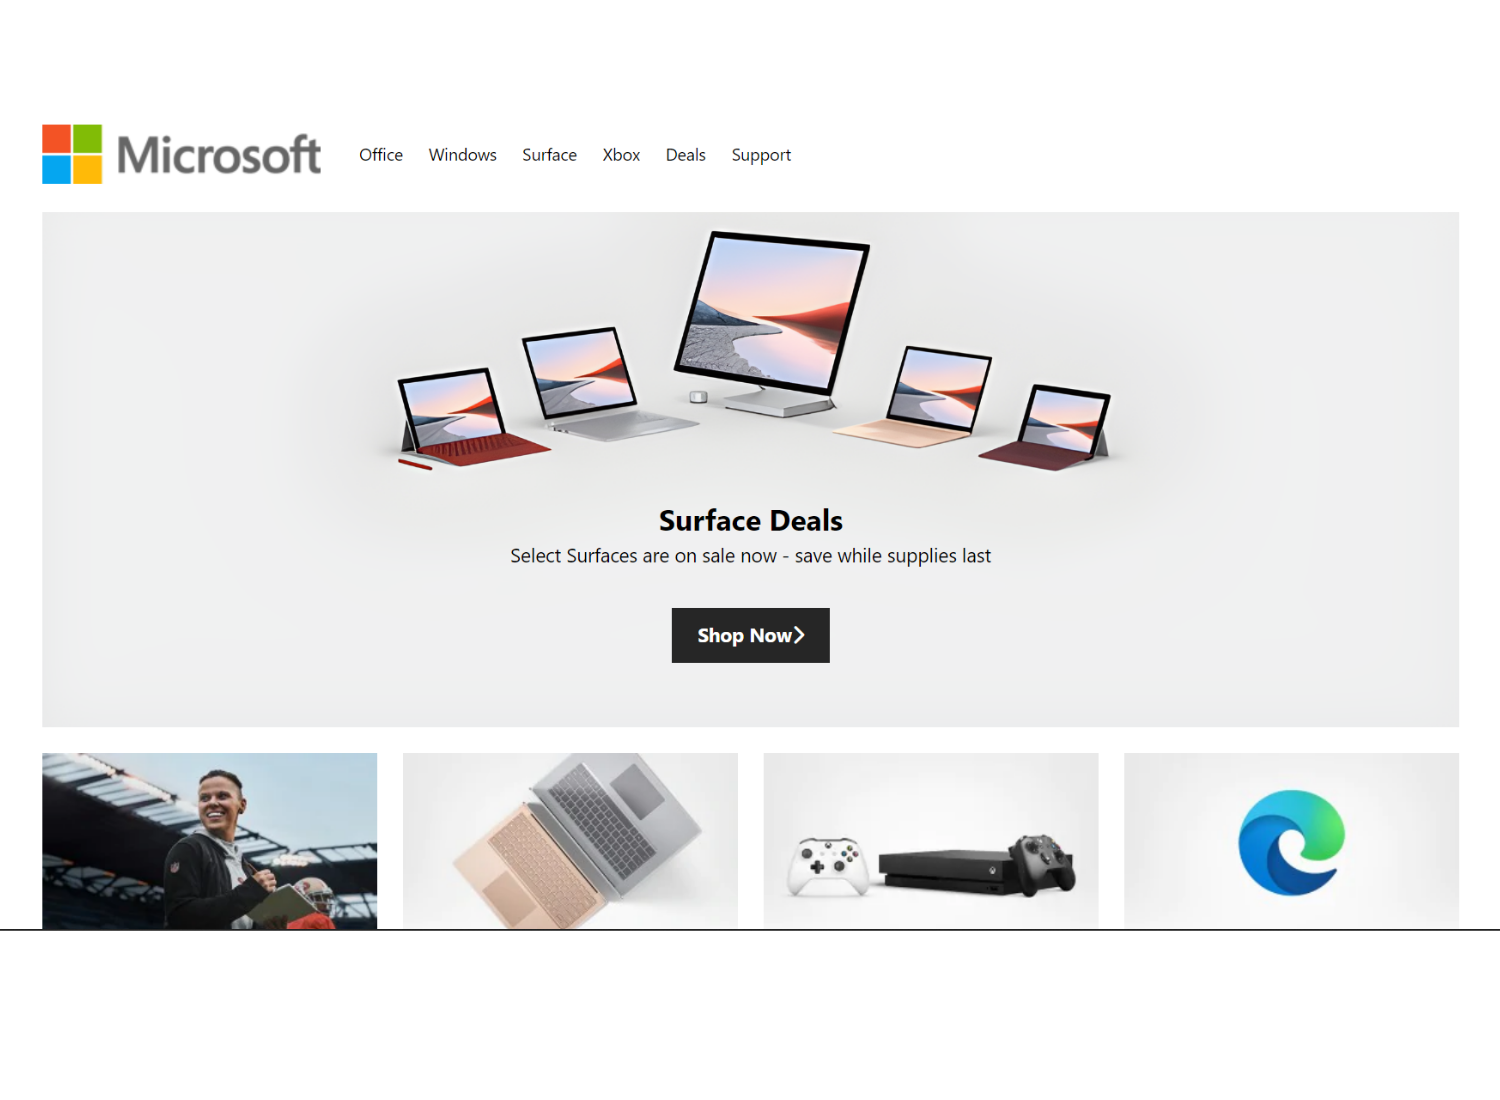 Microsoft
Office Windows Surface Xbox Deals Support
Surface Deals
Select Surfaces are on sale now - save while supplies last
Shop Now